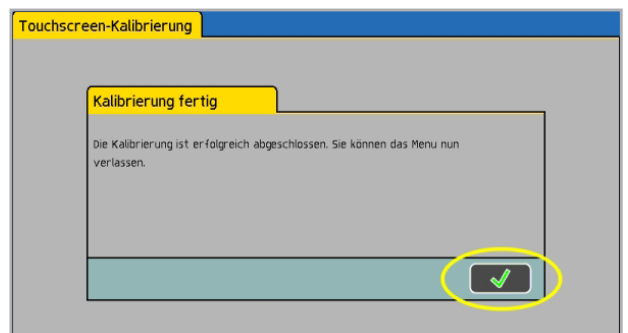 Touchscreen-Kalibrierung
Kalibrierung fertig
Die Kalibrierung ist erfolgreich abgeschlossen. Sie können das Menu nun
verlassen.